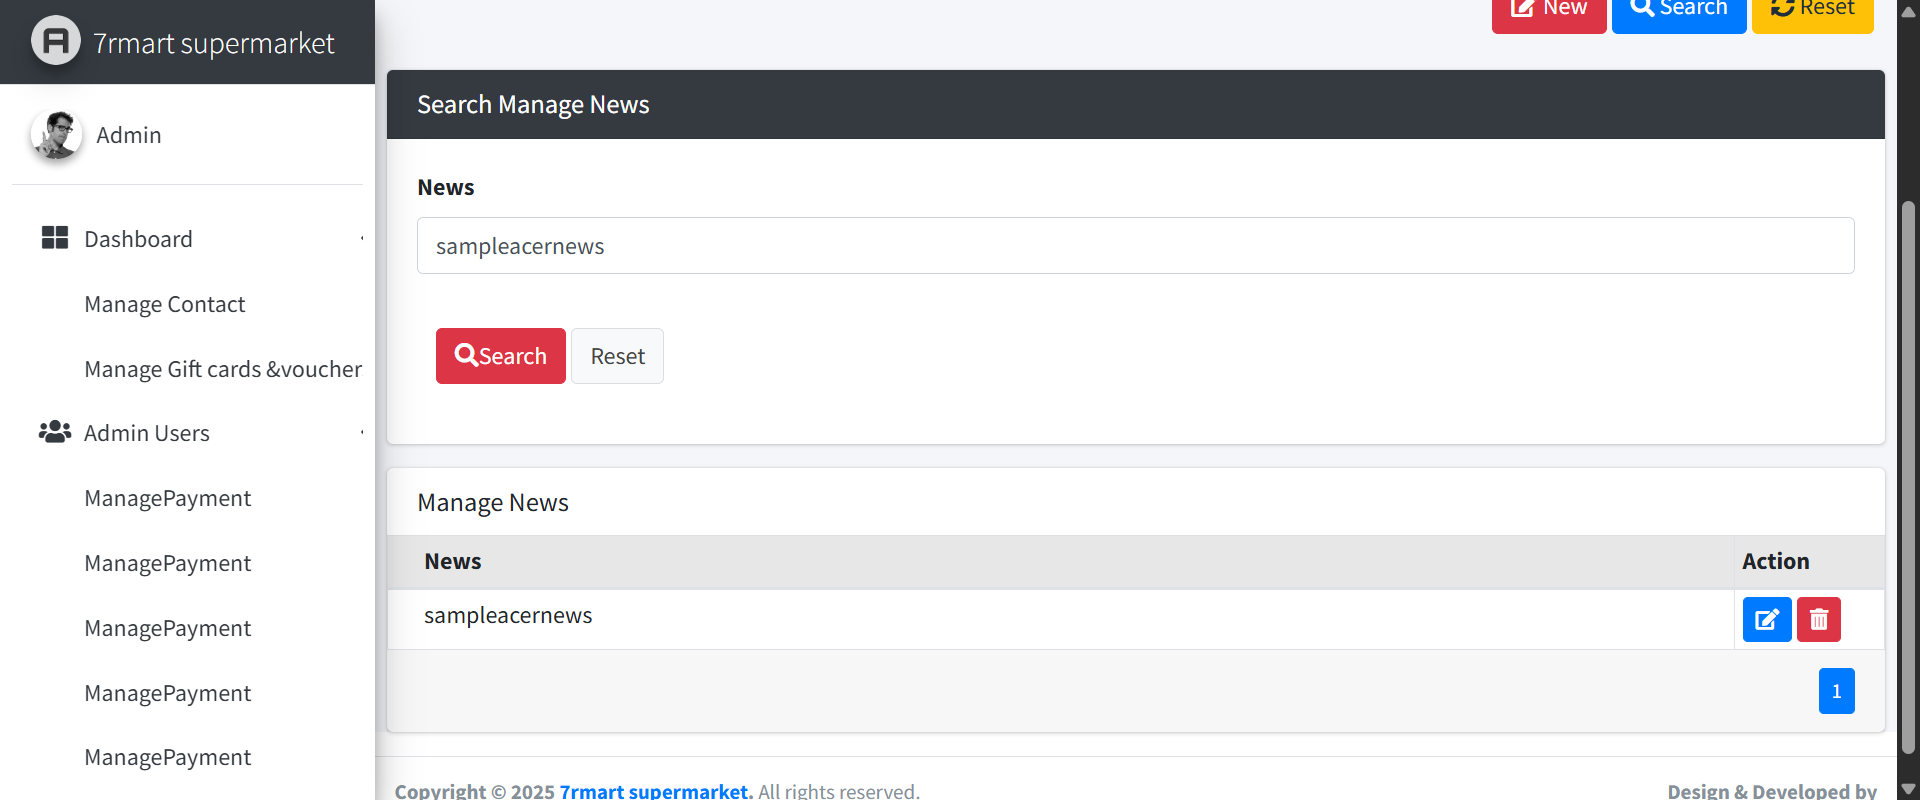 7rmart supermarket
Admin
Dashboard
Manage Contact
Manage Gift cards &voucher
Admin Users
ManagePayment
ManagePayment
ManagePayment
ManagePayment
ManagePayment
New
Search
Reset
Search Manage News
News
sampleacernews
Search
Reset
Manage News
News
Action
sampleacernews
1
Copyright © 2025 7rmart supermarket. All rights reserved.
Design & Developed by